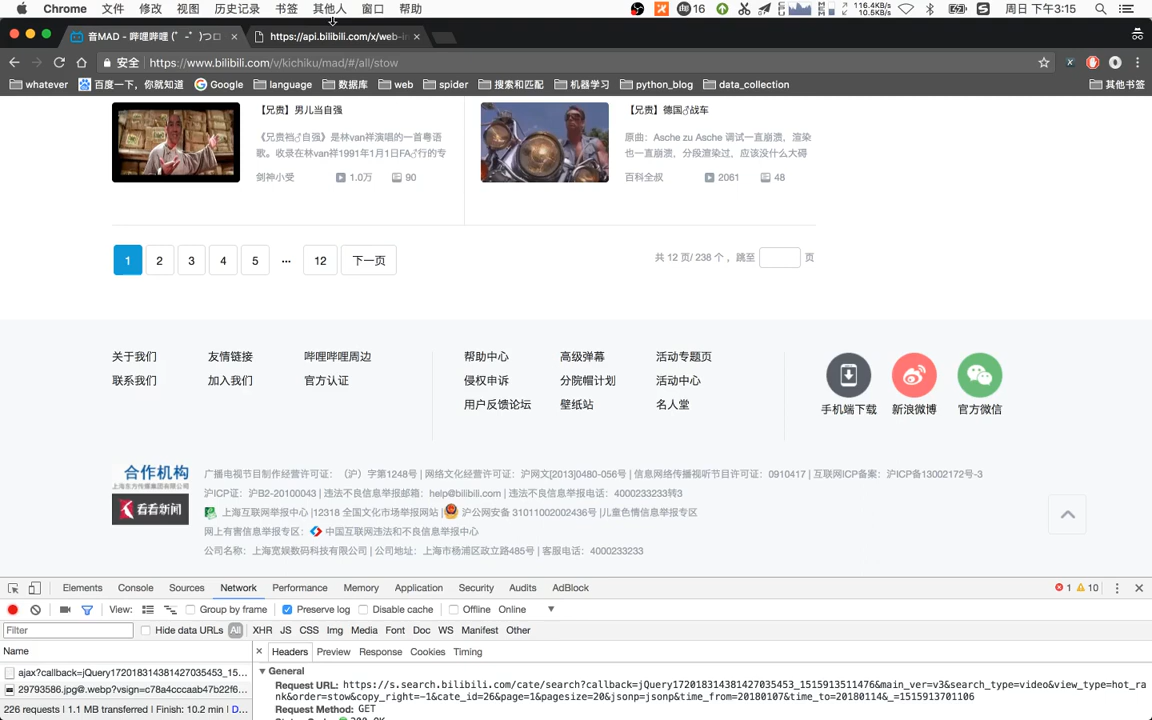 Chrome 文件 修改 视图 历史记录 书签 其他人 窗口 帮助 16 116.4KB/s 10.5KB/s 周日 下午3:15
音MAD - 哔哩哔哩 (゜-゜)つロ https://api.bilibili.com/x/web-in
安全 https://www.bilibili.com/v/kichiku/mad/#/all/stow
whatever 百度一下，你就知道 Google language 数据库 web spider 搜索和匹配 机器学习 python_blog data_collection 其他书签
【兄贵】男儿当自强
《兄贵裆♂自强》是林van祥演唱的一首粤语
歌。收录在林van祥1991年1月1日FA♂行的专
剑神小受 1.0万 90
【兄贵】德国♂战车
原曲：Asche zu Asche 调试一直崩溃，渲染
也一直崩溃，分段渲染过，应该没什么大碍
百科全叔 2061 48
1 2 3 4 5 ... 12 下一页 共 12 页/ 238 个，跳至 页
关于我们 友情链接 哔哩哔哩周边 帮助中心 高级弹幕 活动专题页
联系我们 加入我们 官方认证 侵权申诉 分院帽计划 活动中心
用户反馈论坛 壁纸站 名人堂
手机端下载 新浪微博 官方微信
合作机构
上海东方传媒集团有限公司
看看新闻
广播电视节目制作经营许可证：（沪）字第1248号 | 网络文化经营许可证：沪网文[2013]0480-056号 | 信息网络传播视听节目许可证：0910417 | 互联网ICP备案：沪ICP备13002172号-3
沪ICP证：沪B2-20100043 | 违法不良信息举报邮箱：help@bilibili.com | 违法不良信息举报电话：4000233233转3
上海互联网举报中心 |12318 全国文化市场举报网站 | 沪公网安备 31011002002436号 |儿童色情信息举报专区
网上有害信息举报专区： 中国互联网违法和不良信息举报中心
公司名称：上海宽娱数码科技有限公司 | 公司地址：上海市杨浦区政立路485号 | 客服电话：4000233233
Elements Console Sources Network Performance Memory Application Security Audits AdBlock 1 10
View: Group by frame Preserve log Disable cache Offline Online
Filter Hide data URLs All XHR JS CSS Img Media Font Doc WS Manifest Other
Name Headers Preview Response Cookies Timing
ajax?callback=jQuery172018314381427035453_15...
29793586.jpg@.webp?vsign=c78a4cccaab47b22f6...
226 requests | 1.1 MB transferred | Finish: 10.2 min | D...
General
Request URL: https://s.search.bilibili.com/cate/search?callback=jQuery172018314381427035453_1515913511476&main_ver=v3&search_type=video&view_type=hot_ra
nk&order=stow&copy_right=-1&cate_id=26&page=1&pagesize=20&jsonp=jsonp&time_from=20180107&time_to=20180114&_=1515913701106
Request Method: GET